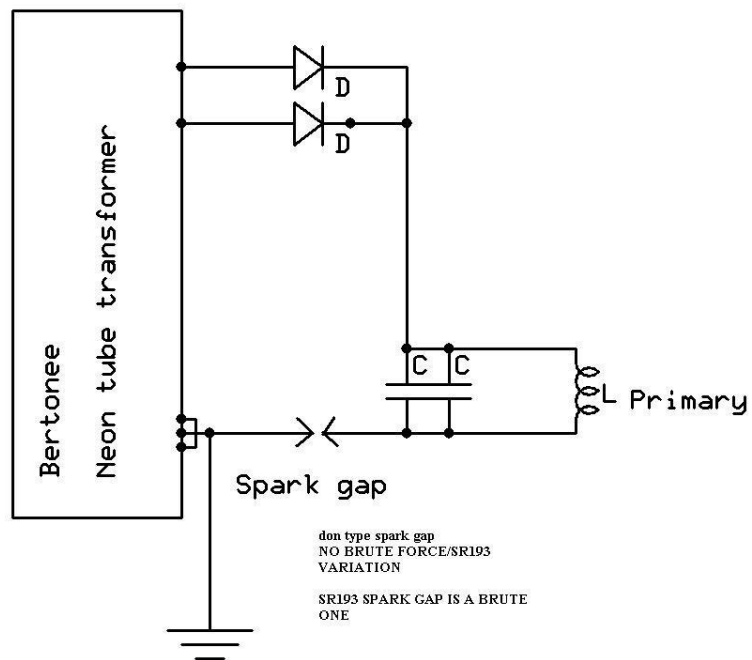 D
D
Bertonee
Neon tube transformer
C C
L Primary
Spark gap
don type spark gap
NO BRUTE FORCE/SR193
VARIATION
SR193 SPARK GAP IS A BRUTE
ONE